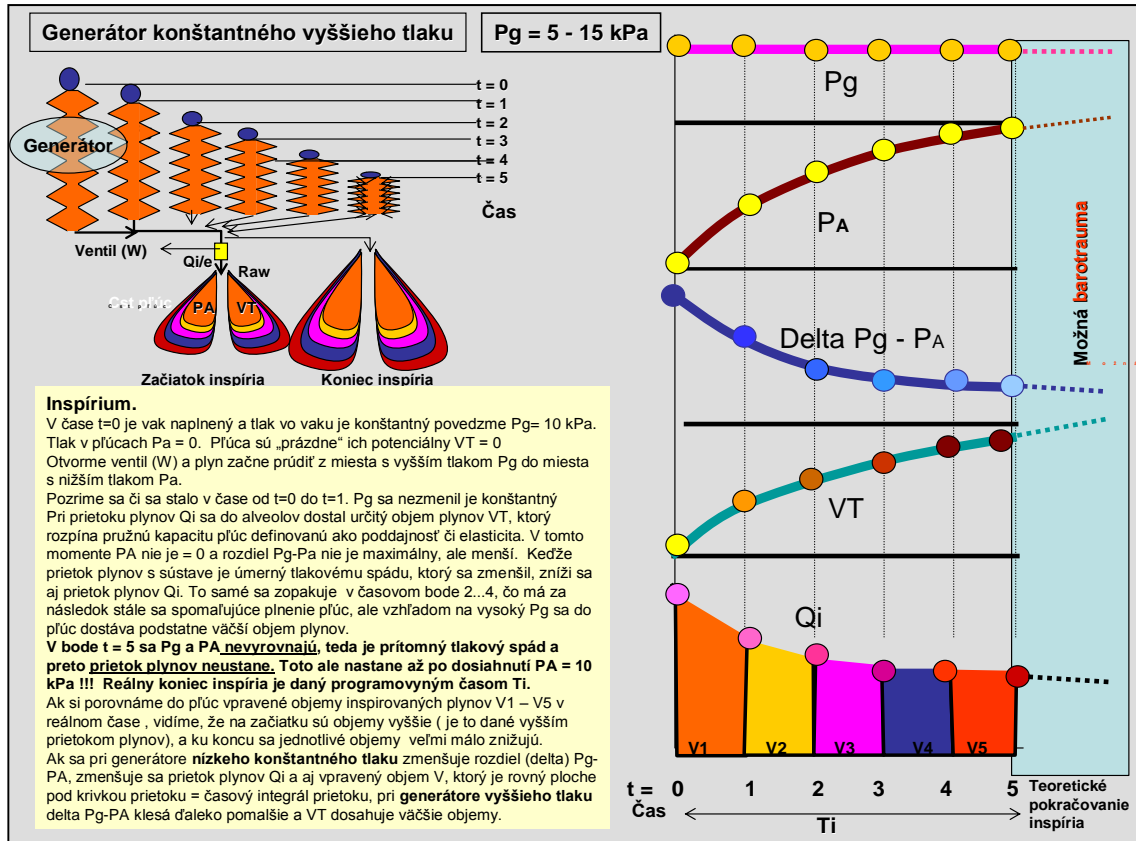 Generátor konštantného vyššieho tlaku
Pg = 5 - 15 kPa
t = 0
t = 1
t = 2
t = 3
t = 4
t = 5
Čas
Generátor
Ventil (W)
Qi/e
Raw
Cst pľúc
PA
VT
Začiatok inspíria
Koniec inspíria
Inspírium.
V čase t=0 je vak naplnený a tlak vo vaku je konštantný povedzme Pg= 10 kPa.
Tlak v pľúcach Pa = 0. Pľúca sú „prázdne“ ich potenciálny VT = 0
Otvorme ventil (W) a plyn začne prúdiť z miesta s vyšším tlakom Pg do miesta
s nižším tlakom Pa.
Pozrime sa či sa stalo v čase od t=0 do t=1. Pg sa nezmenil je konštantný
Pri prietoku plynov Qi sa do alveolov dostal určitý objem plynov VT, ktorý
rozpína pružnú kapacitu pľúc definovanú ako poddajnosť či elasticita. V tomto
momente PA nie je = 0 a rozdiel Pg-Pa nie je maximálny, ale menší. Keďže
prietok plynov s sústave je úmerný tlakovému spádu, ktorý sa zmenšil, zníži sa
aj prietok plynov Qi. To samé sa zopakuje v časovom bode 2...4, čo má za
následok stále sa spomaľujúce plnenie pľúc, ale vzhľadom na vysoký Pg sa do
pľúc dostáva podstatne väčší objem plynov.
V bode t = 5 sa Pg a PA nevyrovnajú, teda je prítomný tlakový spád a
preto prietok plynov neustane. Toto ale nastane až po dosiahnutí PA = 10
kPa !!! Reálny koniec inspíria je daný programovyným časom Ti.
Ak si porovnáme do pľúc vpravené objemy inspirovaných plynov V1 – V5 v
reálnom čase , vidíme, že na začiatku sú objemy vyššie ( je to dané vyšším
prietokom plynov), a ku koncu sa jednotlivé objemy veľmi málo znižujú.
Ak sa pri generátore nízkeho konštantného tlaku zmenšuje rozdiel (delta) Pg-
PA, zmenšuje sa prietok plynov Qi a aj vpravený objem V, ktorý je rovný ploche
pod krivkou prietoku = časový integrál prietoku, pri generátore vyššieho tlaku
delta Pg-PA klesá ďaleko pomalšie a VT dosahuje väčšie objemy.
Pg
PA
Delta Pg - PA
VT
Qi
V1
V2
V3
V4
V5
t =
0
1
2
3
4
5
Čas
Ti
Možná barotrauma
Teoretické
pokračovanie
inspíria